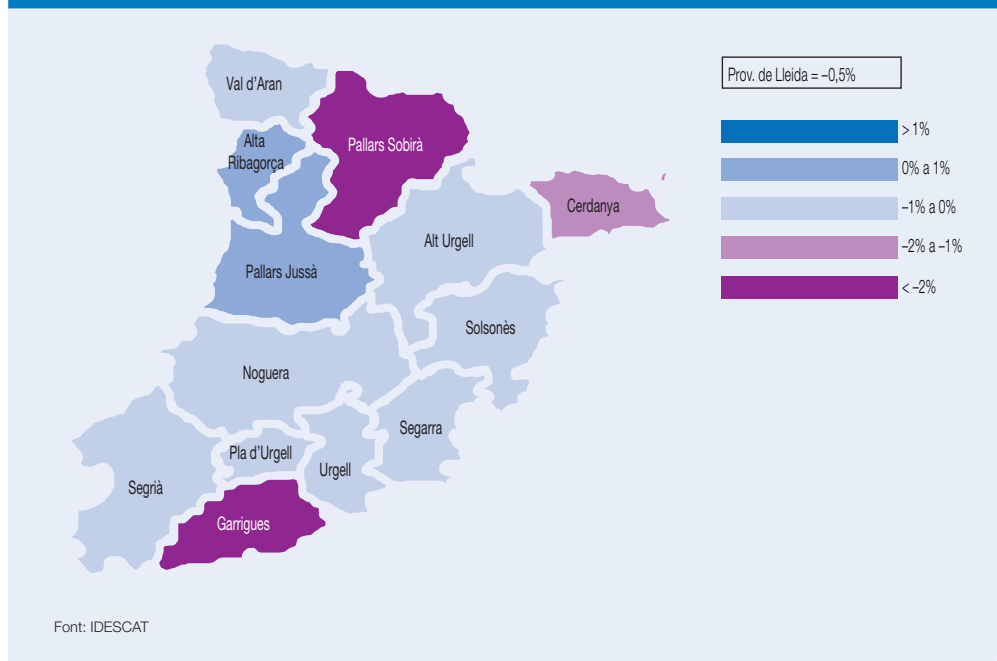 Prov. de Lleida = –0,5%
> 1%
0% a 1%
–1% a 0%
–2% a –1%
< –2%
Val d'Aran
Alta
Ribagorça
Pallars Sobirà
Cerdanya
Alt Urgell
Pallars Jussà
Solsonès
Noguera
Segarra
Pla d'Urgell
Urgell
Segrià
Garrigues
Font: IDESCAT